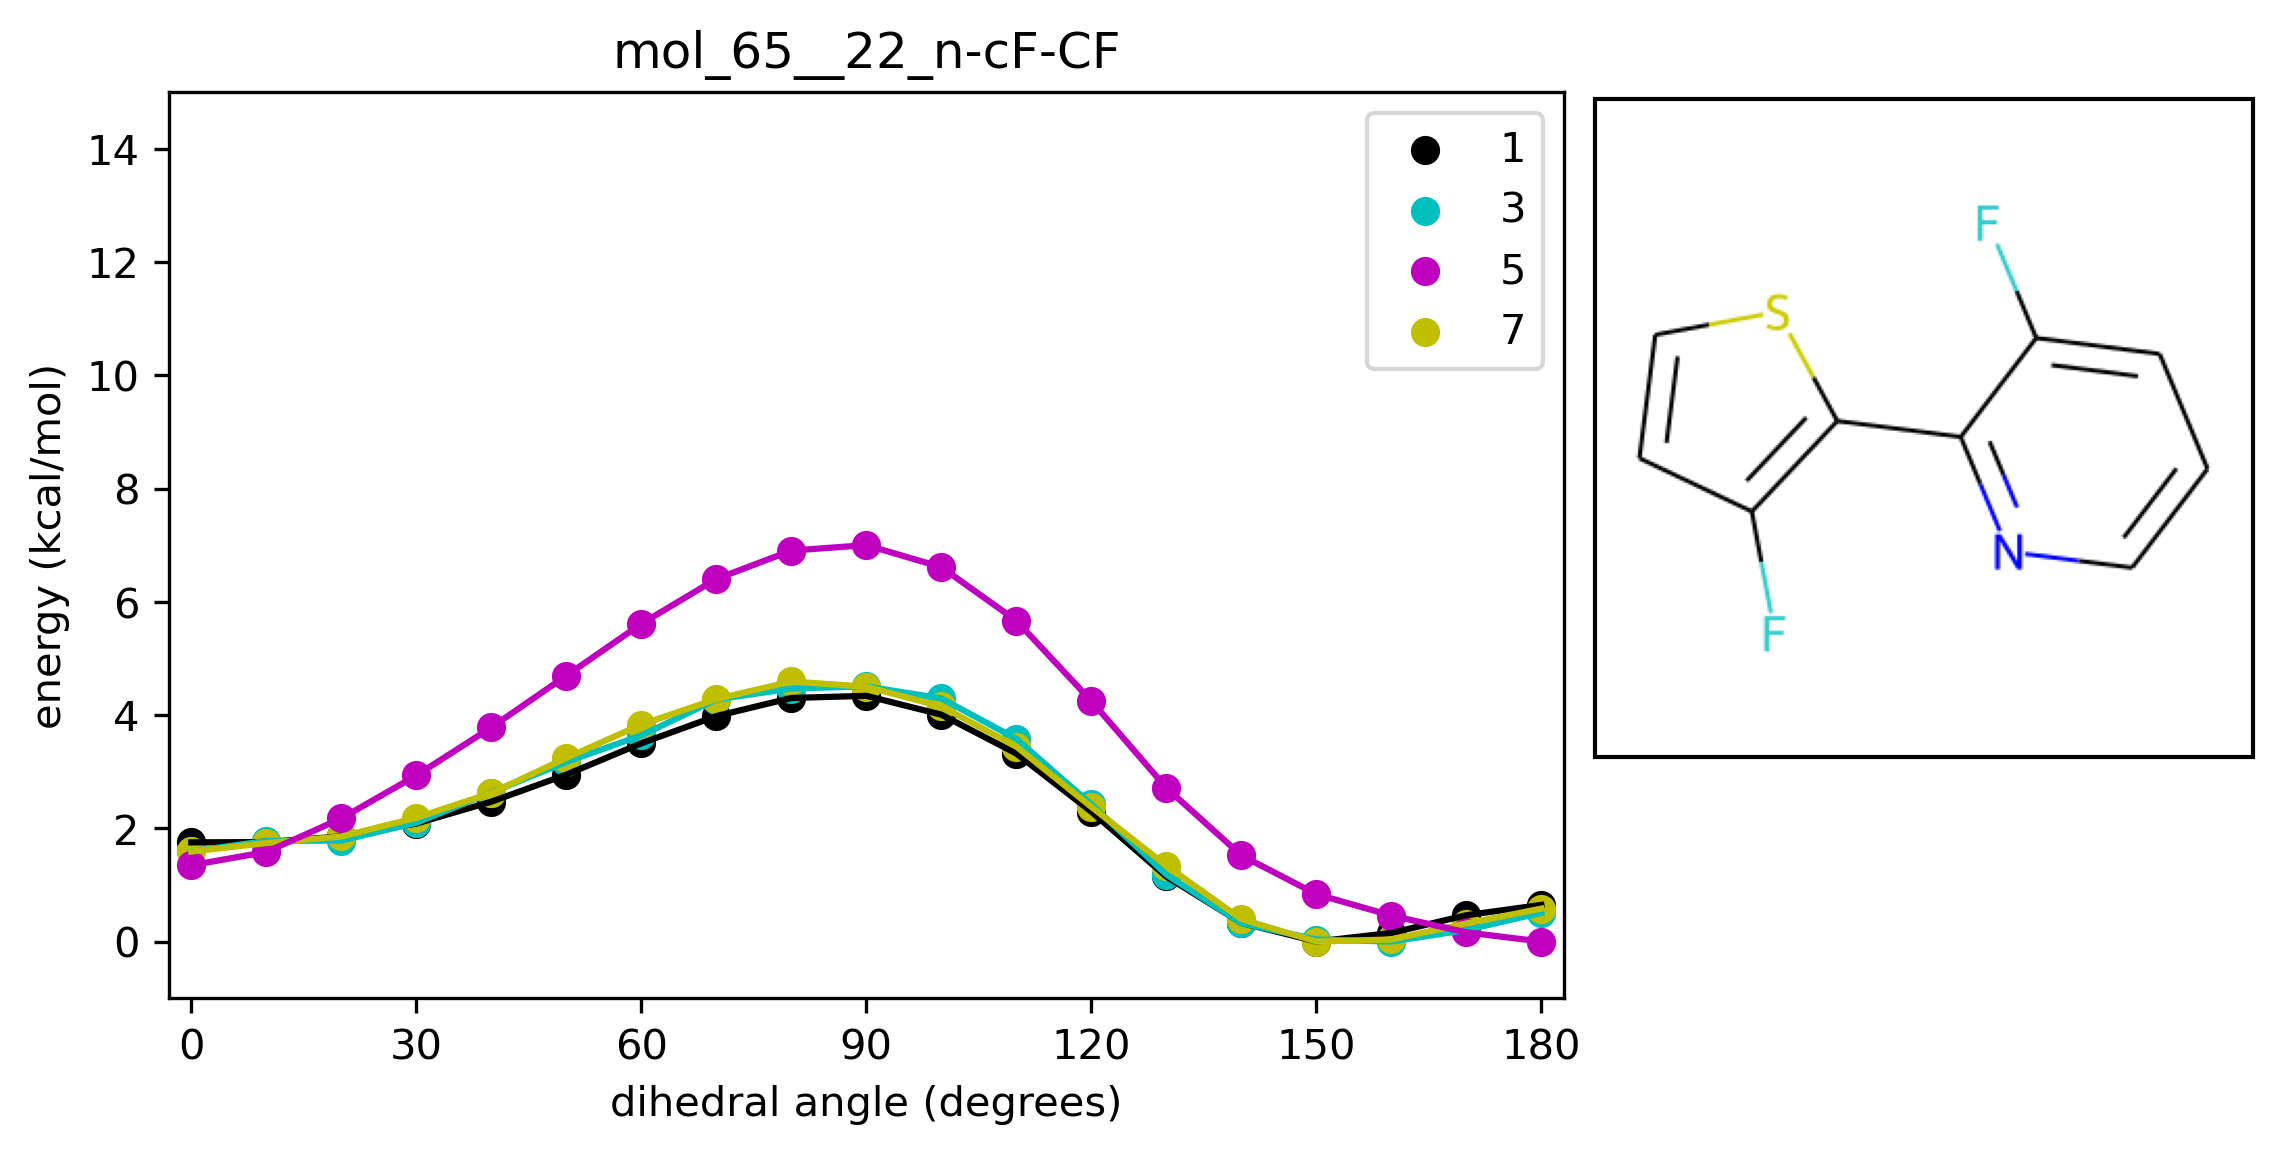 mol_65__22_n-cF-CF
energy (kcal/mol)
14
12
10
8
6
4
2
0
0 30 60 90 120 150 180
dihedral angle (degrees)
1
3
5
7
F
S
N
F